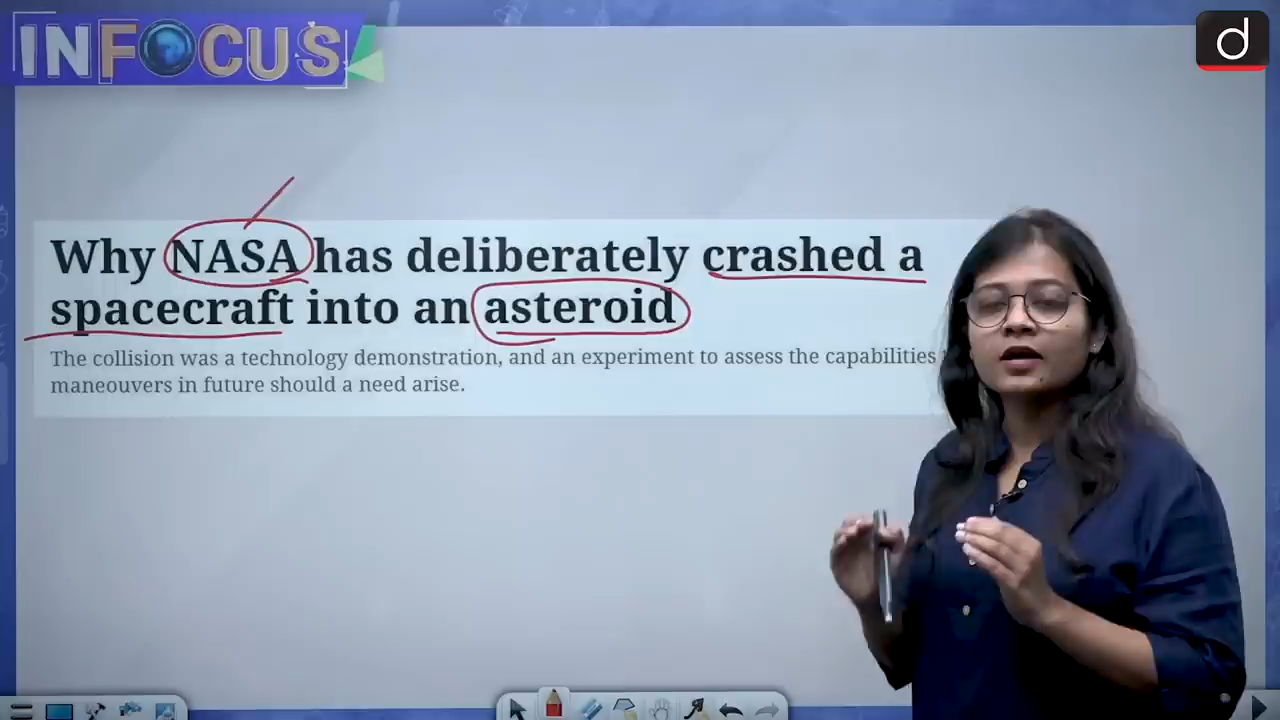 INFOCUS
d
Why NASA has deliberately crashed a
spacecraft into an asteroid
The collision was a technology demonstration, and an experiment to assess the capabilities
maneouvers in future should a need arise.